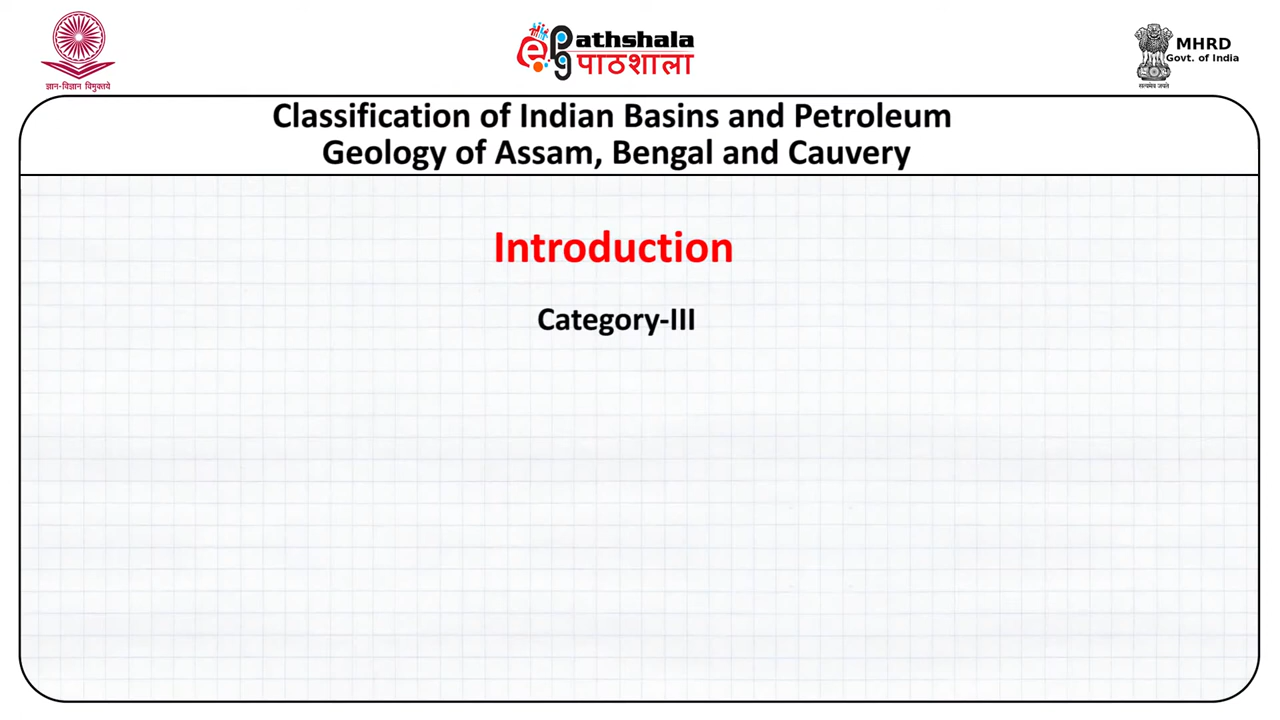 ज्ञान-विज्ञान विमुक्तये
epg Pathshala
पाठशाला
MHRD
Govt. of India
सत्यमेव जयते
Classification of Indian Basins and Petroleum
Geology of Assam, Bengal and Cauvery
Introduction
Category-III